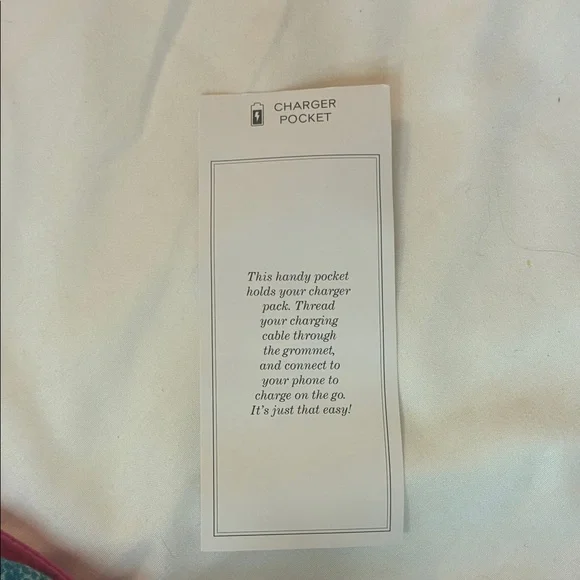 CHARGER
POCKET
This handy pocket
holds your charger
pack. Thread
your charging
cable through
the grommet,
and connect to
your phone to
charge on the go.
It's just that easy!